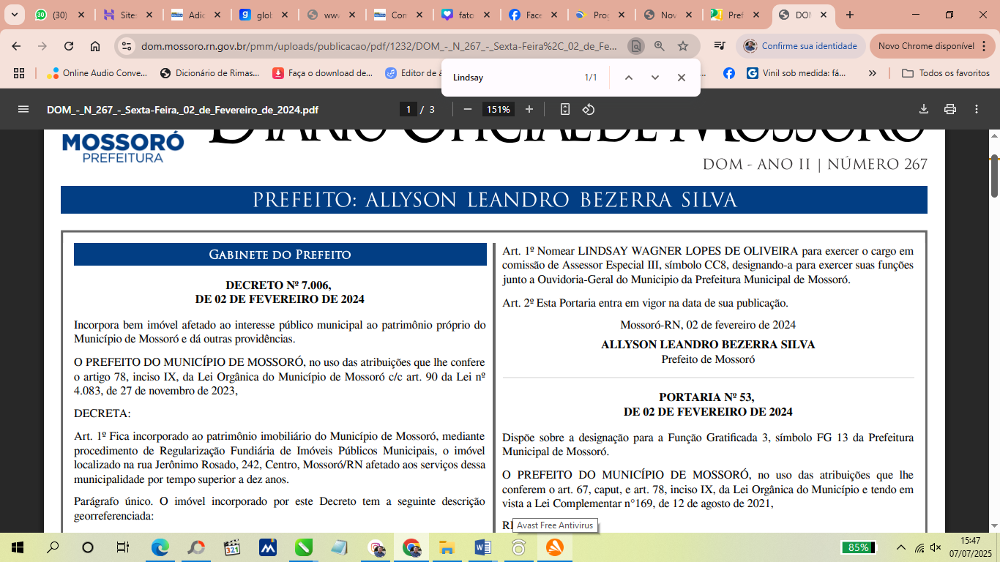 (30)
Sites
Adic
glob
www
Con
fato
Face
Proc
Nov
Pref
DOM
dom.mossoro.rn.gov.br/pmm/uploads/publicacao/pdf/1232/DOM_-_N_267_-_Sexta-Feira%2C_02_de_Fe...
Confirme sua identidade
Novo Chrome disponível
Online Audio Conve...
Dicionário de Rimas...
Faça o download de...
Editor de á
Vinil sob medida: fá...
Todos os favoritos
Lindsay
1/1
DOM_-_N_267_-_Sexta-Feira,_02_de_Fevereiro_de_2024.pdf
1 / 3
151%
DIÁRIO OFICIAL DE MOSSORÓ
MOSSORÓ
PREFEITURA
DOM - ANO II | NÚMERO 267
PREFEITO: ALLYSON LEANDRO BEZERRA SILVA
GABINETE DO PREFEITO
DECRETO Nº 7.006,
DE 02 DE FEVEREIRO DE 2024
Incorpora bem imóvel afetado ao interesse público municipal ao patrimônio próprio do
Município de Mossoró e dá outras providências.
O PREFEITO DO MUNICÍPIO DE MOSSORÓ, no uso das atribuições que lhe confere
o artigo 78, inciso IX, da Lei Orgânica do Município de Mossoró c/c art. 90 da Lei nº
4.083, de 27 de novembro de 2023,
DECRETA:
Art. 1º Fica incorporado ao patrimônio imobiliário do Município de Mossoró, mediante
procedimento de Regularização Fundiária de Imóveis Públicos Municipais, o imóvel
localizado na rua Jerônimo Rosado, 242, Centro, Mossoró/RN afetado aos serviços dessa
municipalidade por tempo superior a dez anos.
Parágrafo único. O imóvel incorporado por este Decreto tem a seguinte descrição
georreferenciada:
Art. 1º Nomear LINDSAY WAGNER LOPES DE OLIVEIRA para exercer o cargo em
comissão de Assessor Especial III, símbolo CC8, designando-a para exercer suas funções
junto a Ouvidoria-Geral do Municipio da Prefeitura Municipal de Mossoró.
Art. 2º Esta Portaria entra em vigor na data de sua publicação.
Mossoró-RN, 02 de fevereiro de 2024
ALLYSON LEANDRO BEZERRA SILVA
Prefeito de Mossoró
PORTARIA Nº 53,
DE 02 DE FEVEREIRO DE 2024
Dispõe sobre a designação para a Função Gratificada 3, símbolo FG 13 da Prefeitura
Municipal de Mossoró.
O PREFEITO DO MUNICÍPIO DE MOSSORÓ, no uso das atribuições que lhe
conferem o art. 67, caput, e art. 78, inciso IX, da Lei Orgânica do Município e tendo em
vista a Lei Complementar n°169, de 12 de agosto de 2021,
Avast Free Antivirus
85%
15:47
07/07/2025